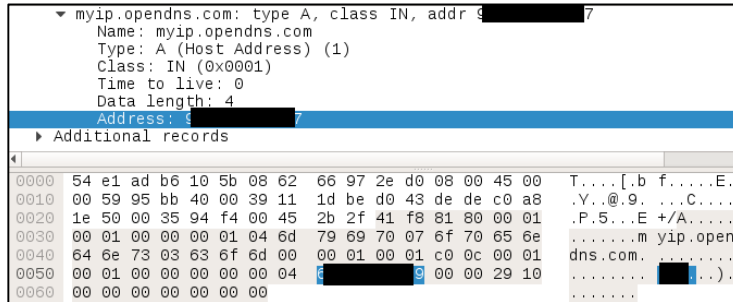 myip.opendns.com: type A, class IN, addr 9 7
Name: myip.opendns.com
Type: A (Host Address) (1)
Class: IN (0x0001)
Time to live: 0
Data length: 4
Address: 9 7
Additional records
0000 54 e1 ad b6 10 5b 08 62 66 97 2e d0 08 00 45 00 T....[.b f.....E.
0010 00 59 95 bb 40 00 39 11 1d be d0 43 de de c0 a8 .Y..@.9. ...C....
0020 1e 50 00 35 94 f4 00 45 2b 2f 41 f8 81 80 00 01 .P.5...E +/A.....
0030 00 01 00 00 00 01 04 6d 79 69 70 07 6f 70 65 6e .......m yip.open
0040 64 6e 73 03 63 6f 6d 00 00 01 00 01 c0 0c 00 01 dns.com. ........
0050 00 01 00 00 00 00 00 04 6 9 00 00 29 10 ........ ..).
0060 00 00 00 00 00 00 00 .......